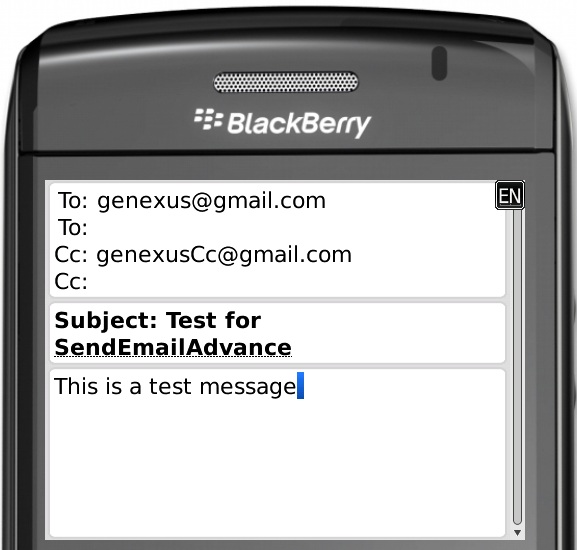 BlackBerry
EN
To: genexus@gmail.com
To:
Cc: genexusCc@gmail.com
Cc:
Subject: Test for
SendEmailAdvance
This is a test message